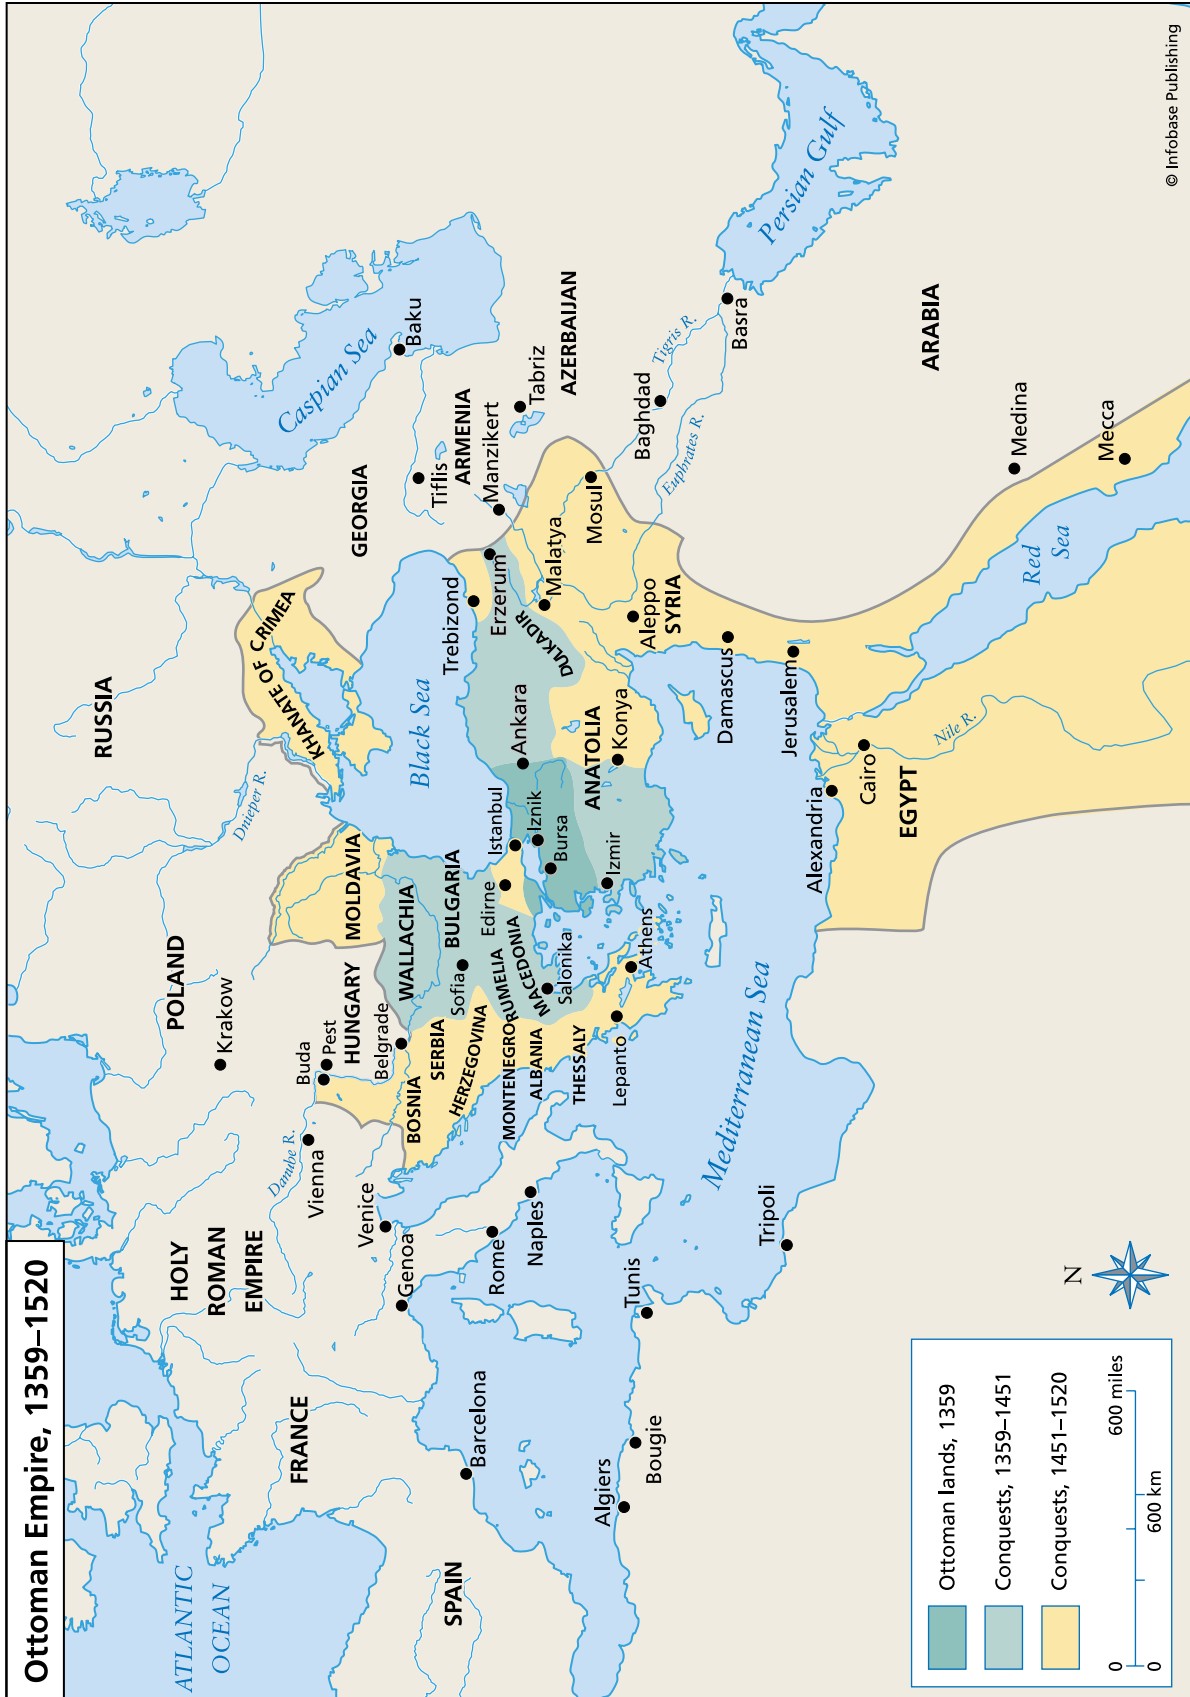 Ottoman Empire, 1359–1520
ATLANTIC
OCEAN
SPAIN
FRANCE
HOLY
ROMAN
EMPIRE
POLAND
RUSSIA
Krakow
Vienna
Danube R.
Buda
Pest
HUNGARY
Dnieper R.
MOLDAVIA
KHANATE OF CRIMEA
GEORGIA
Caspian Sea
Baku
Tiflis
ARMENIA
Manzikert
Tabriz
AZERBAIJAN
Venice
Genoa
Belgrade
WALLACHIA
BOSNIA
SERBIA
HERZEGOVINA
BULGARIA
Sofia
Black Sea
Trebizond
Erzerum
Barcelona
Rome
Naples
MONTENEGRO
RUMELIA
MACEDONIA
ALBANIA
THESSALY
Edirne
Istanbul
Iznik
Bursa
Ankara
DULKADIR
Malatya
Mosul
Salonika
Izmir
ANATOLIA
Konya
Lepanto
Athens
Aleppo
SYRIA
Baghdad
Tigris R.
Euphrates R.
Basra
Persian Gulf
Algiers
Bougie
Tunis
Tripoli
Mediterranean Sea
Damascus
Jerusalem
Alexandria
Cairo
EGYPT
Nile R.
Red
Sea
ARABIA
Medina
Mecca
N
Ottoman lands, 1359
Conquests, 1359–1451
Conquests, 1451–1520
0 600 miles
0 600 km
© Infobase Publishing